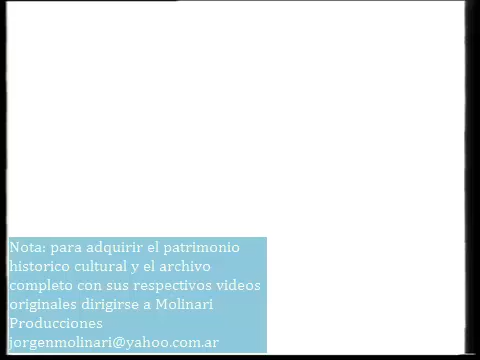 Nota: para adquirir el patrimonio
historico cultural y el archivo
completo con sus respectivos videos
originales dirigirse a Molinari
Producciones
jorgenmolinari@yahoo.com.ar